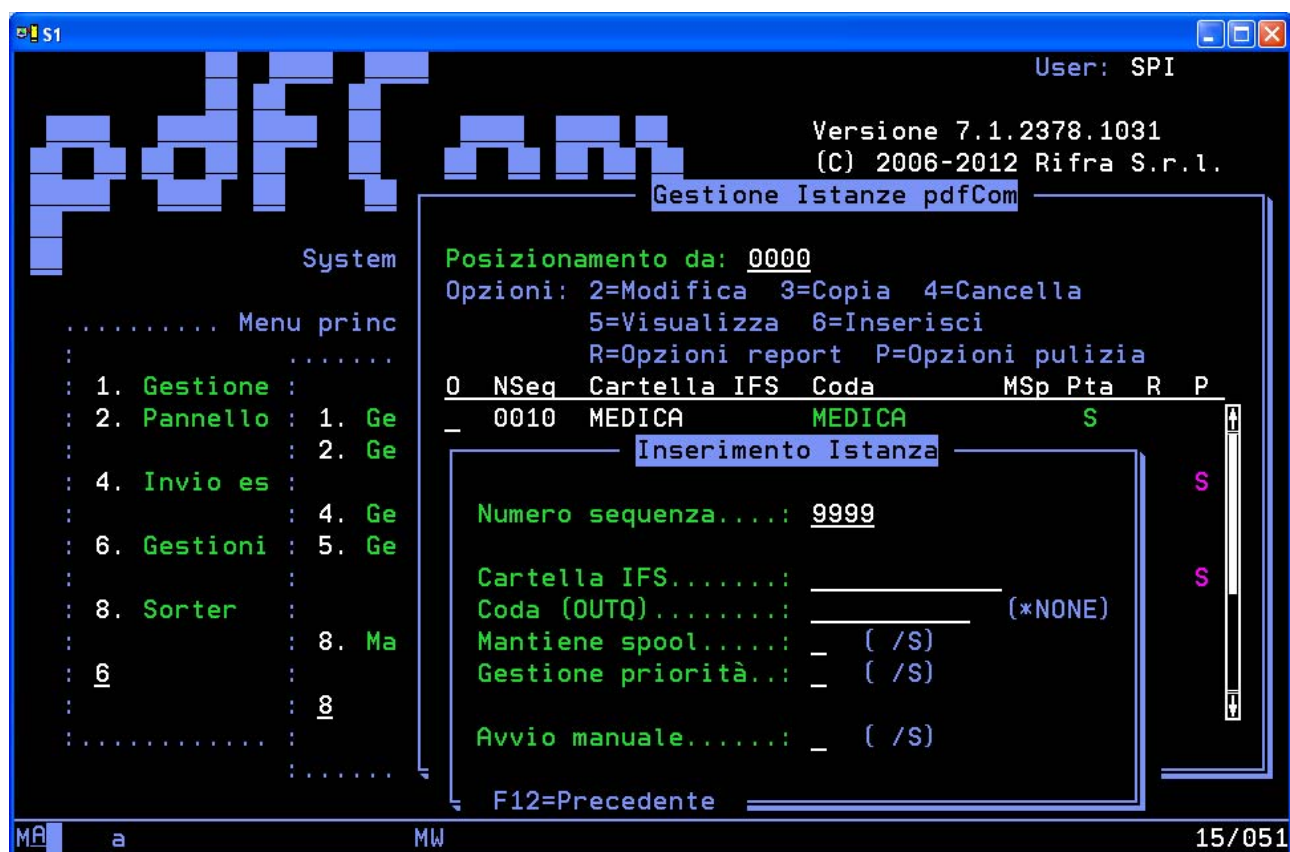 S1
pdfCom
User: SPI
Versione 7.1.2378.1031
(C) 2006-2012 Rifra S.r.l.
Gestione Istanze pdfCom
System
Posizionamento da: 0000
Opzioni: 2=Modifica 3=Copia 4=Cancella
.......... Menu princ
5=Visualizza 6=Inserisci
: .......
R=Opzioni report P=Opzioni pulizia
: 1. Gestione :
O NSeq Cartella IFS Coda MSp Pta R P
: 2. Pannello : 1. Ge
_ 0010 MEDICA MEDICA S
: : 2. Ge
Inserimento Istanza
: 4. Invio es :
S
: : 4. Ge
Numero sequenza....: 9999
: 6. Gestioni : 5. Ge
: :
Cartella IFS.......: ____________
S
: 8. Sorter :
Coda (OUTQ)........: __________ (*NONE)
: : 8. Ma
Mantiene spool.....: _ ( /S)
: 6 :
Gestione priorità..: _ ( /S)
: : 8
:............. :
Avvio manuale......: _ ( /S)
:.......
F12=Precedente
MA a MW 15/051